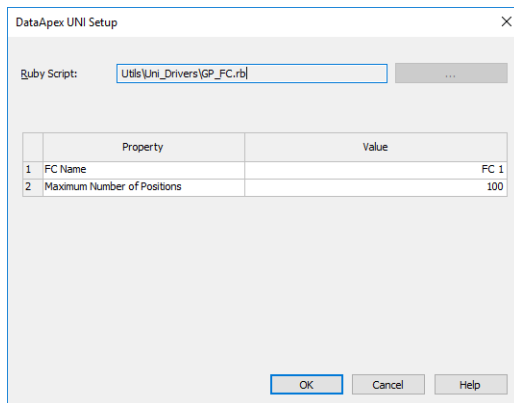 DataApex UNI Setup
Ruby Script: Utils\Uni_Drivers\GP_FC.rb ...
Property Value
1 FC Name FC 1
2 Maximum Number of Positions 100
OK Cancel Help